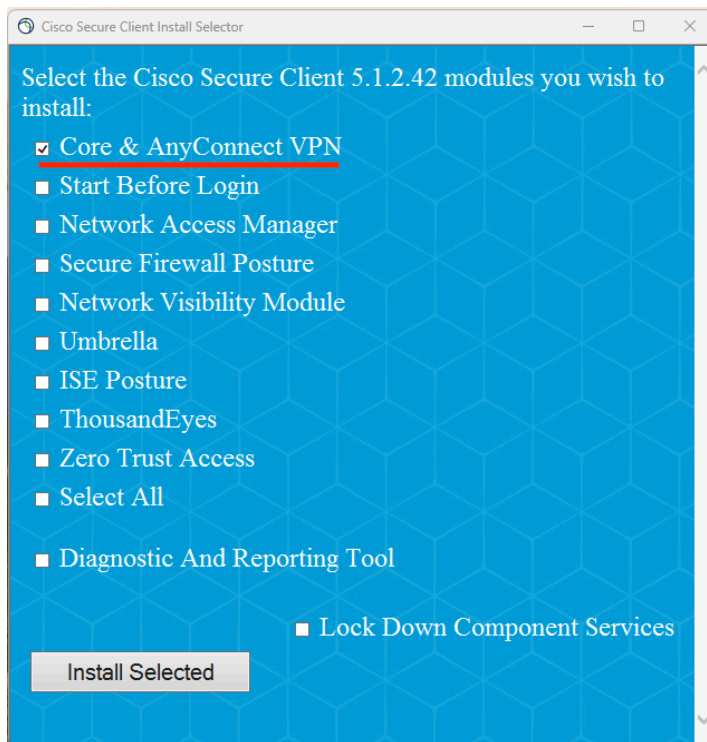 Cisco Secure Client Install Selector
Select the Cisco Secure Client 5.1.2.42 modules you wish to
install:
Core & AnyConnect VPN
Start Before Login
Network Access Manager
Secure Firewall Posture
Network Visibility Module
Umbrella
ISE Posture
ThousandEyes
Zero Trust Access
Select All
Diagnostic And Reporting Tool
Lock Down Component Services
Install Selected